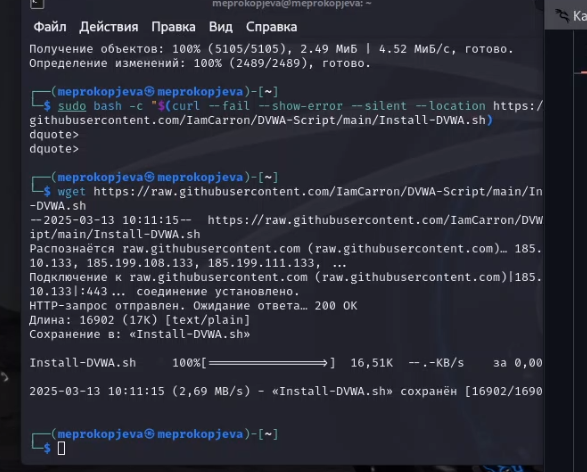 meprokopjeva@meprokopjeva: ~
Файл Действия Правка Вид Справка
Получение объектов: 100% (5105/5105), 2.49 МиБ | 4.52 МиБ/с, готово.
Определение изменений: 100% (2489/2489), готово.
┌──(meprokopjeva㉿meprokopjeva)-[~]
└─$ sudo bash -c "$(curl --fail --show-error --silent --location https:/
githubusercontent.com/IamCarron/DVWA-Script/main/Install-DVWA.sh)
dquote>
dquote>
┌──(meprokopjeva㉿meprokopjeva)-[~]
└─$ wget https://raw.githubusercontent.com/IamCarron/DVWA-Script/main/In
-DVWA.sh
--2025-03-13 10:11:15-- https://raw.githubusercontent.com/IamCarron/DVW
ipt/main/Install-DVWA.sh
Распознаётся raw.githubusercontent.com (raw.githubusercontent.com)… 185.
10.133, 185.199.108.133, 185.199.111.133, ...
Подключение к raw.githubusercontent.com (raw.githubusercontent.com)|185.
10.133|:443... соединение установлено.
HTTP-запрос отправлен. Ожидание ответа… 200 OK
Длина: 16902 (17K) [text/plain]
Сохранение в: «Install-DVWA.sh»
Install-DVWA.sh 100%[===================>] 16,51K --.-KB/s за 0,00
2025-03-13 10:11:15 (2,69 MB/s) - «Install-DVWA.sh» сохранён [16902/1690
┌──(meprokopjeva㉿meprokopjeva)-[~]
└─$
Ка